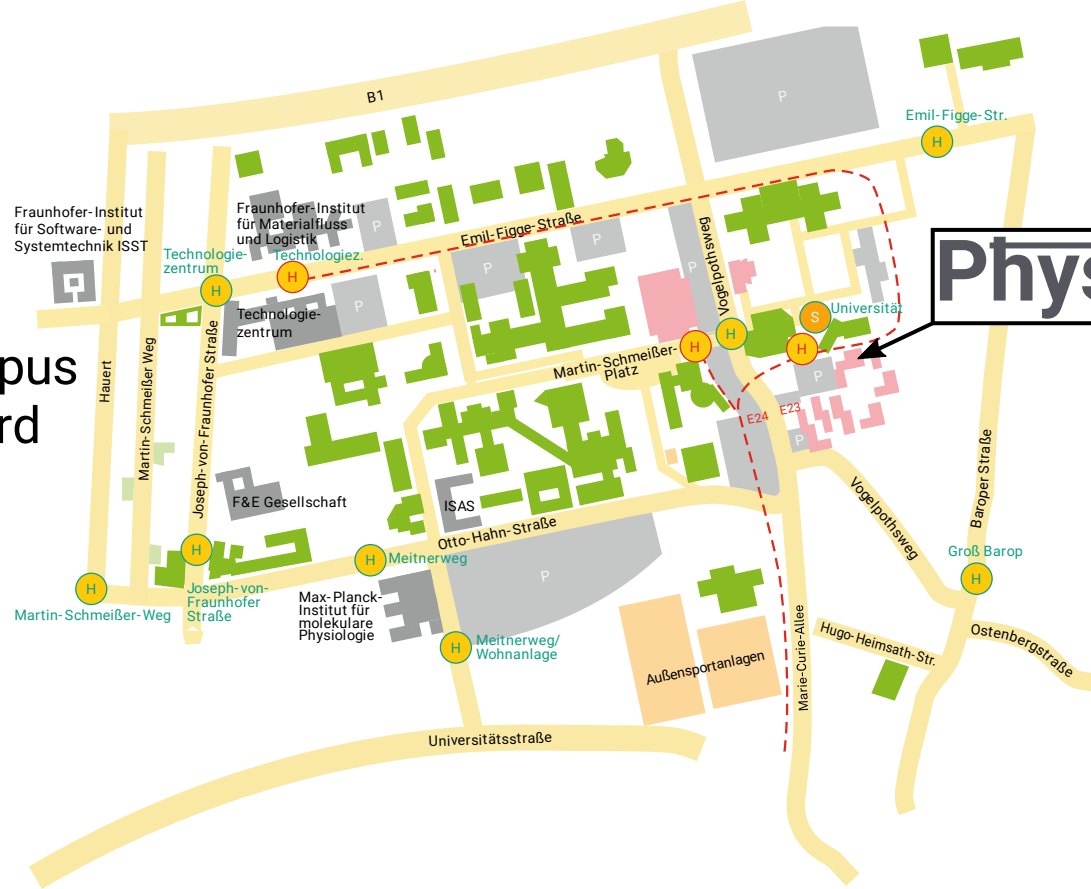 B1
P
Emil-Figge-Str.
H
Fraunhofer-Institut
für Software- und
Systemtechnik ISST
Fraunhofer-Institut
für Materialfluss
und Logistik
P
Technologie-
zentrum
Technologiez.
H
H
Emil-Figge-Straße
P
P
P
Vogelpothsweg
Phys
Universität
S
H
H
H
Technologie-
zentrum
P
Martin-Schmeißer-
Platz
P
E24
E23
P
pus
rd
Hauert
Martin-Schmeißer Weg
Joseph-von-Fraunhofer Straße
F&E Gesellschaft
ISAS
Otto-Hahn-Straße
P
Vogelpothsweg
Baroper Straße
Groß Barop
H
H
Joseph-von-
Fraunhofer
Straße
H
Martin-Schmeißer-Weg
H
Meitnerweg
Max-Planck-
Institut für
molekulare
Physiologie
H
Meitnerweg/
Wohnanlage
Außensportanlagen
Marie-Curie-Allee
Hugo-Heimsath-Str.
Ostenbergstraße
Universitätsstraße